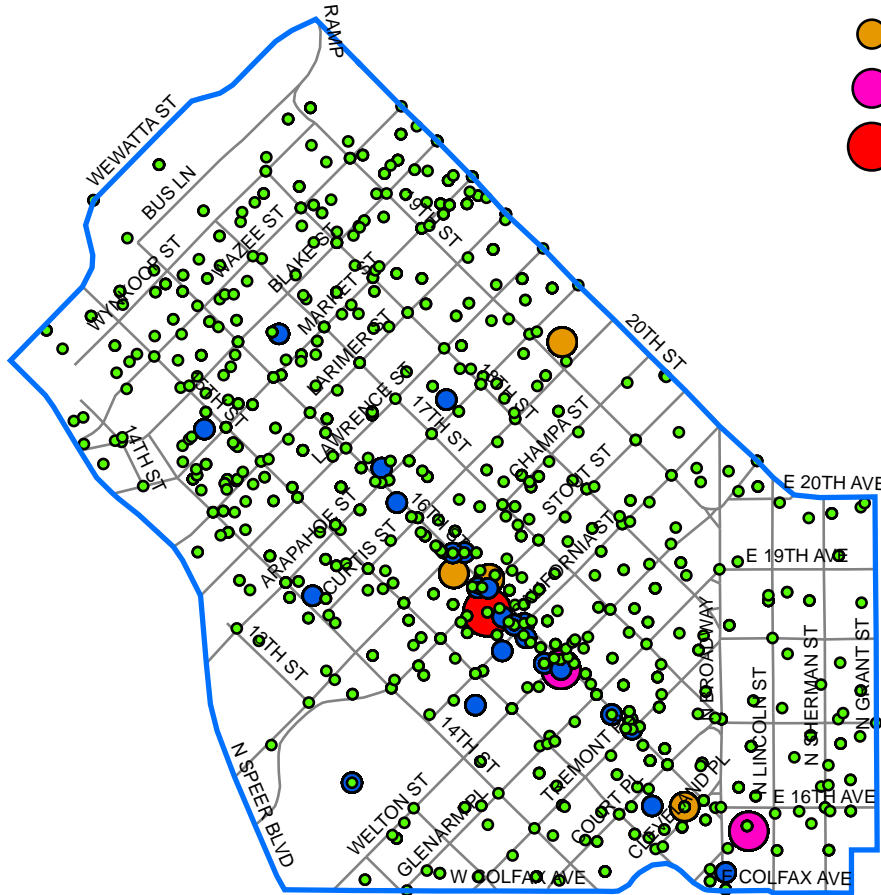 RAMP
WEWATTA ST
BUS LN
19TH ST
WAZEE ST
BLAKE ST
WYNKOOP ST
MARKET ST
20TH ST
LARIMER ST
18TH ST
LAWRENCE ST
15TH ST
17TH ST
CHAMPA ST
14TH ST
STOUT ST
E 20TH AVE
16TH ST
ARAPAHOE ST
CURTIS ST
CALIFORNIA ST
E 19TH AVE
13TH ST
N BROADWAY
N GRANT ST
N SHERMAN ST
N LINCOLN ST
14TH ST
TREMONT
N SPEER BLVD
WELTON ST
GLENARM PL
COURT PL
CLEVELAND PL
E 16TH AVE
W COLFAX AVE
E COLFAX AVE